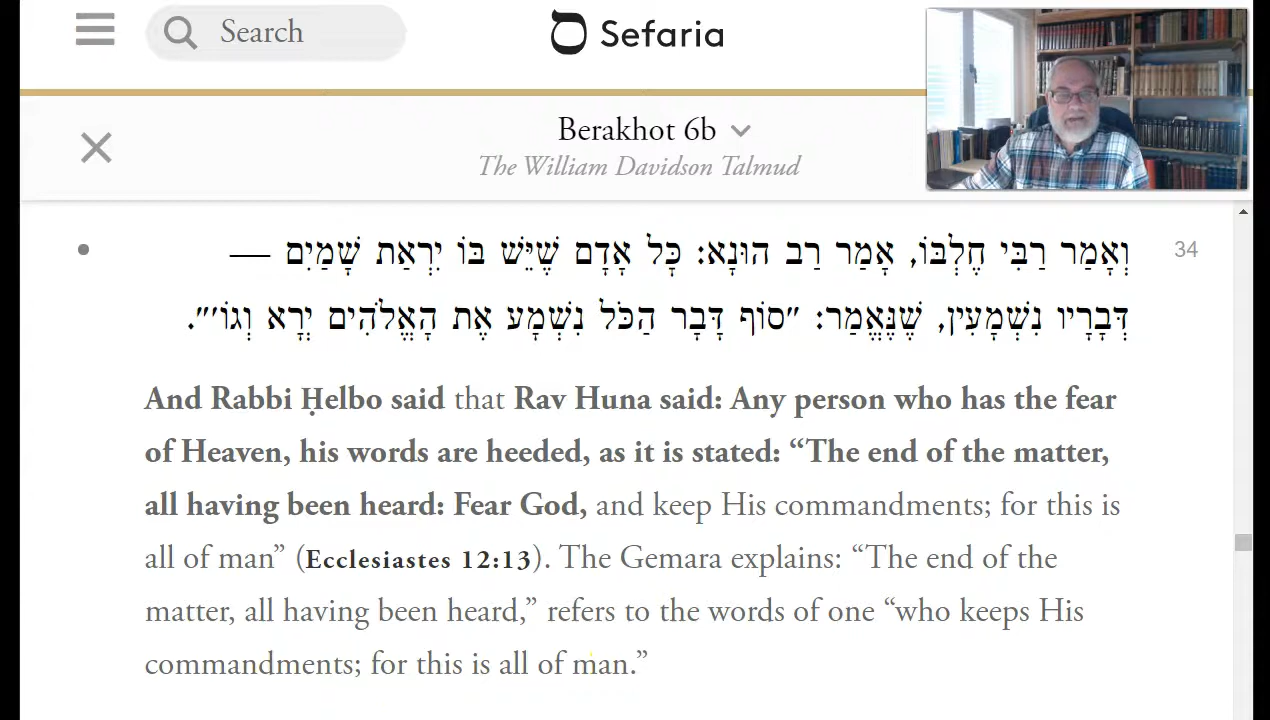 Search
Sefaria
Berakhot 6b
The William Davidson Talmud
34
וְאָמַר רַבִּי חֶלְבּוֹ, אָמַר רַב הוּנָא: כׇּל אָדָם שֶׁיֵּשׁ בּוֹ יִרְאַת שָׁמַיִם —
דְּבָרָיו נִשְׁמָעִין, שֶׁנֶּאֱמַר: ״סוֹף דָּבָר הַכֹּל נִשְׁמָע אֶת הָאֱלֹהִים יְרָא וְגוֹ׳״.
And Rabbi Ḥelbo said that Rav Huna said: Any person who has the fear
of Heaven, his words are heeded, as it is stated: “The end of the matter,
all having been heard: Fear God, and keep His commandments; for this is
all of man” (Ecclesiastes 12:13). The Gemara explains: “The end of the
matter, all having been heard,” refers to the words of one “who keeps His
commandments; for this is all of man.”